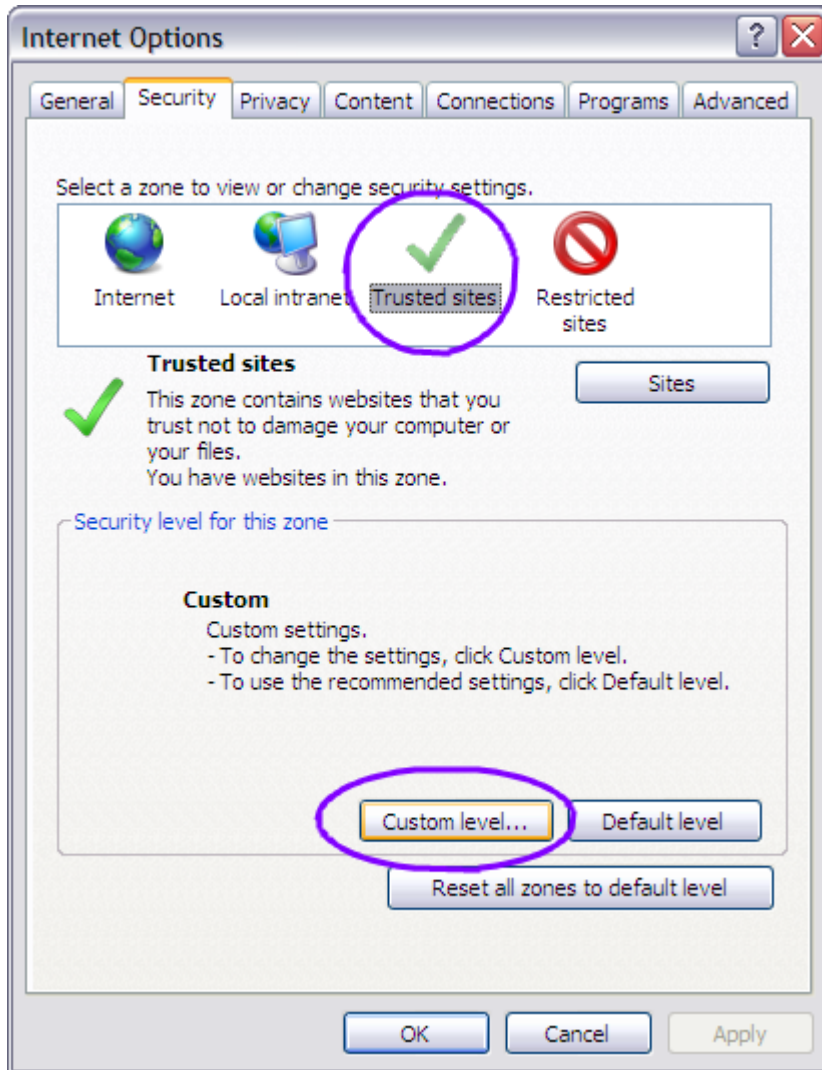 Internet Options
?
General Security Privacy Content Connections Programs Advanced
Select a zone to view or change security settings.
Internet Local intranet Trusted sites Restricted
sites
Trusted sites
Sites
This zone contains websites that you
trust not to damage your computer or
your files.
You have websites in this zone.
Security level for this zone
Custom
Custom settings.
- To change the settings, click Custom level.
- To use the recommended settings, click Default level.
Custom level... Default level
Reset all zones to default level
OK Cancel Apply